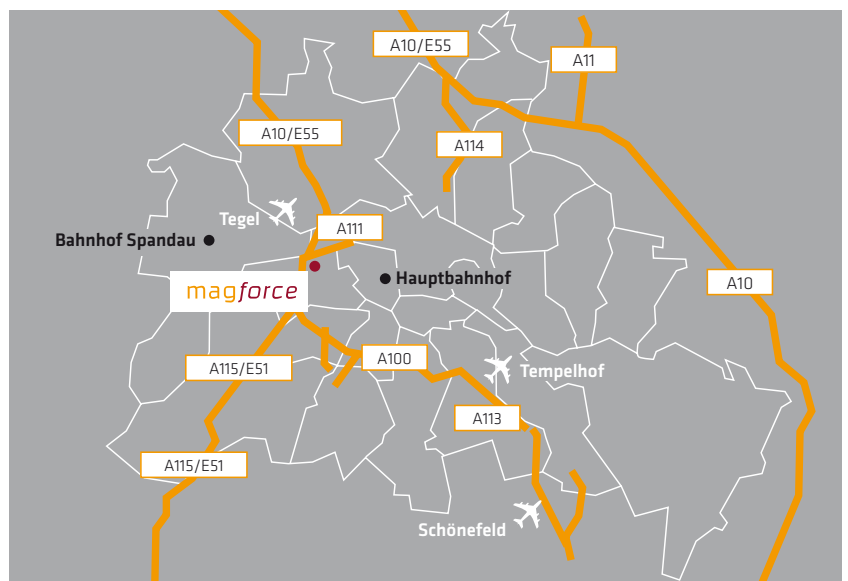 A10/E55
A11
A10/E55
A114
Tegel
A111
Bahnhof Spandau
Hauptbahnhof
A10
magforce
A100
A115/E51
Tempelhof
A113
A115/E51
Schönefeld